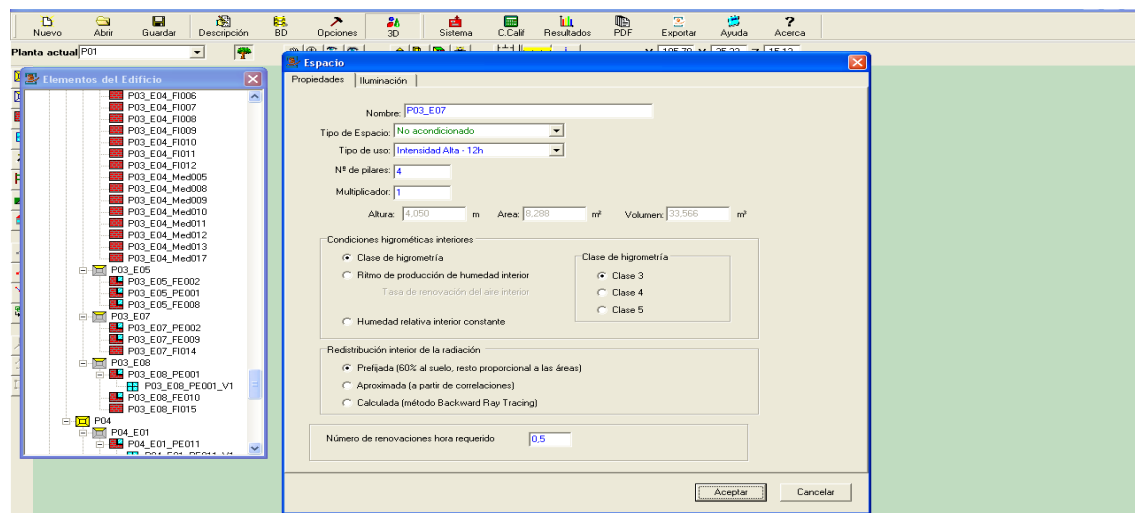 Nuevo Abrir Guardar Descripción BD Opciones 3D Sistema C.Calif Resultados PDF Exportar Ayuda Acerca
Planta actual P01
Elementos del Edificio
P03_E04_FI006
P03_E04_FI007
P03_E04_FI008
P03_E04_FI009
P03_E04_FI010
P03_E04_FI011
P03_E04_FI012
P03_E04_Med005
P03_E04_Med008
P03_E04_Med009
P03_E04_Med010
P03_E04_Med011
P03_E04_Med012
P03_E04_Med013
P03_E04_Med017
P03_E05
P03_E05_FE002
P03_E05_PE001
P03_E05_FE008
P03_E07
P03_E07_PE002
P03_E07_FE009
P03_E07_FI014
P03_E08
P03_E08_PE001
P03_E08_PE001_V1
P03_E08_FE010
P03_E08_FI015
P04
P04_E01
P04_E01_PE011
Espacio
Propiedades Iluminación
Nombre: P03_E07
Tipo de Espacio: No acondicionado
Tipo de uso: Intensidad Alta - 12h
Nº de pilares: 4
Multiplicador: 1
Altura: 4,050 m Area: 8,288 m² Volumen: 33,566 m³
Condiciones higrométicas interiores
Clase de higrometría
Ritmo de producción de humedad interior
Tasa de renovación del aire interior
Humedad relativa interior constante
Clase de higrometría
Clase 3
Clase 4
Clase 5
Redistribución interior de la radiación
Prefijada (60% al suelo, resto proporcional a las áreas)
Aproximada (a partir de correlaciones)
Calculada (método Backward Ray Tracing)
Número de renovaciones hora requerido 0,5
Aceptar Cancelar